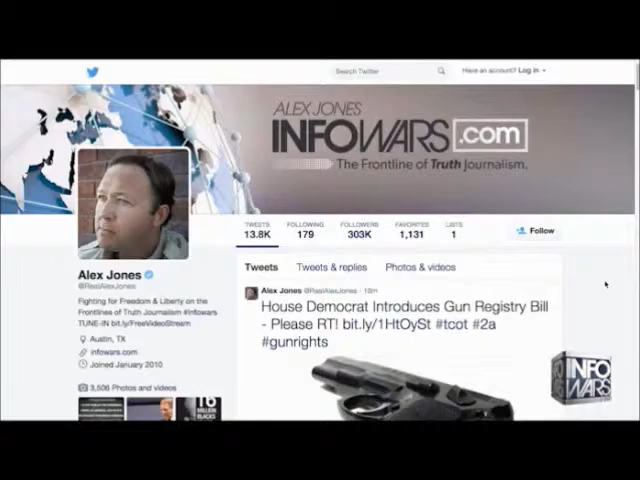 Search Twitter
Have an account? Log in
ALEX JONES
INFOWARS.com
The Frontline of Truth Journalism.
TWEETS FOLLOWING FOLLOWERS FAVORITES LISTS
13.8K 179 303K 1,131 1
Follow
Alex Jones
@RealAlexJones
Fighting for Freedom & Liberty on the
Frontlines of Truth Journalism #Infowars
TUNE-IN bit.ly/FreeVideoStream
Austin, TX
infowars.com
Joined January 2010
3,506 Photos and videos
Tweets Tweets & replies Photos & videos
Alex Jones @RealAlexJones · 18m
House Democrat Introduces Gun Registry Bill
- Please RT! bit.ly/1HtOySt #tcot #2a
#gunrights
INFO
WARS
16
MILLION
BLACKS